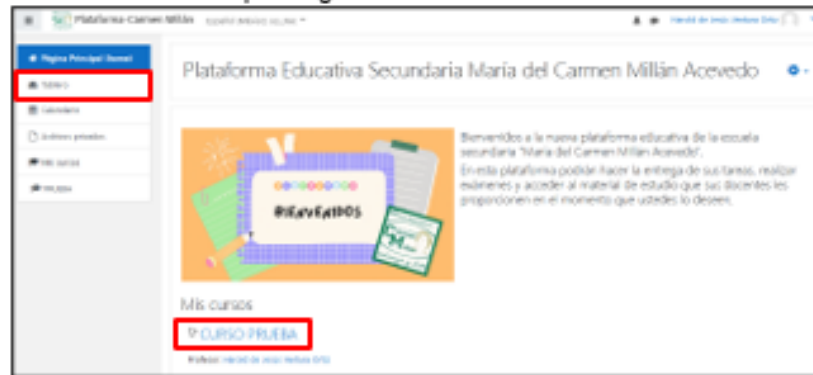 Plataforma-Carmen Millán
Página Principal (home)
Tablero
Calendario
Archivos privados
Mis cursos
PRUEBA
Plataforma Educativa Secundaria María del Carmen Millán Acevedo
BIENVENIDOS
Bienvenidos a la nueva plataforma educativa de la escuela
secundaria "María del Carmen Millán Acevedo".
En esta plataforma podrán hacer la entrega de sus tareas, realizar
exámenes y acceder al material de estudio que sus docentes les
proporcionen en el momento que ustedes lo deseen.
Mis cursos
CURSO PRUEBA
Profesor: